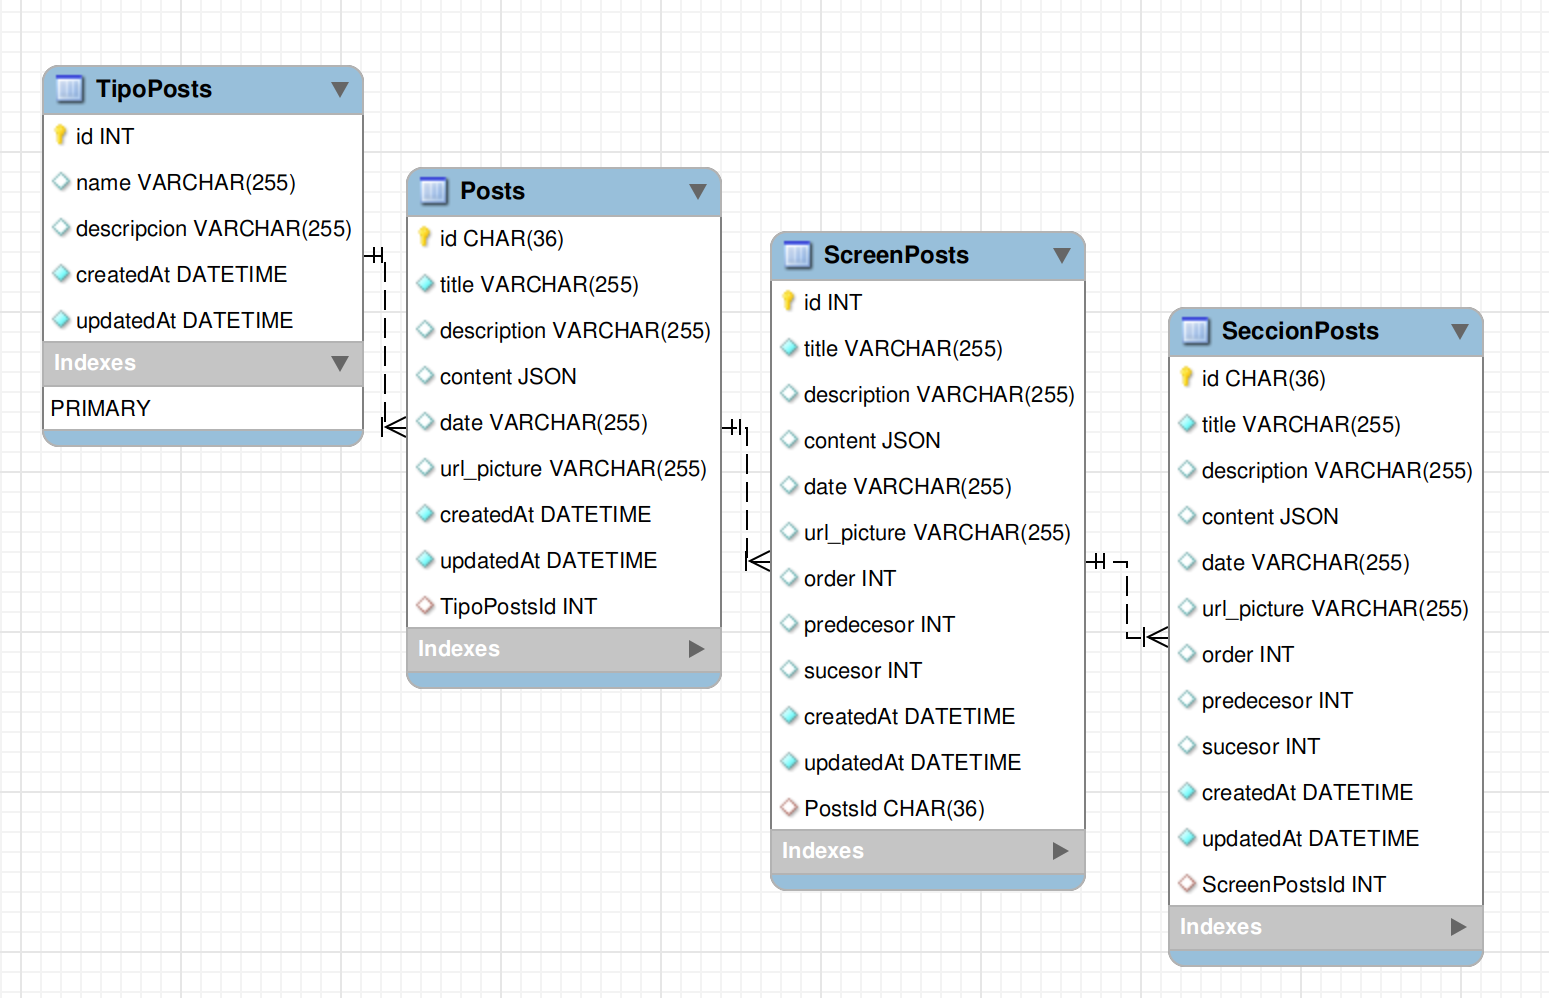 TipoPosts
id INT
name VARCHAR(255)
descripcion VARCHAR(255)
createdAt DATETIME
updatedAt DATETIME
Indexes
PRIMARY
Posts
id CHAR(36)
title VARCHAR(255)
description VARCHAR(255)
content JSON
date VARCHAR(255)
url_picture VARCHAR(255)
createdAt DATETIME
updatedAt DATETIME
TipoPostsId INT
Indexes
ScreenPosts
id INT
title VARCHAR(255)
description VARCHAR(255)
content JSON
date VARCHAR(255)
url_picture VARCHAR(255)
order INT
predecesor INT
sucesor INT
createdAt DATETIME
updatedAt DATETIME
PostsId CHAR(36)
Indexes
SeccionPosts
id CHAR(36)
title VARCHAR(255)
description VARCHAR(255)
content JSON
date VARCHAR(255)
url_picture VARCHAR(255)
order INT
predecesor INT
sucesor INT
createdAt DATETIME
updatedAt DATETIME
ScreenPostsId INT
Indexes